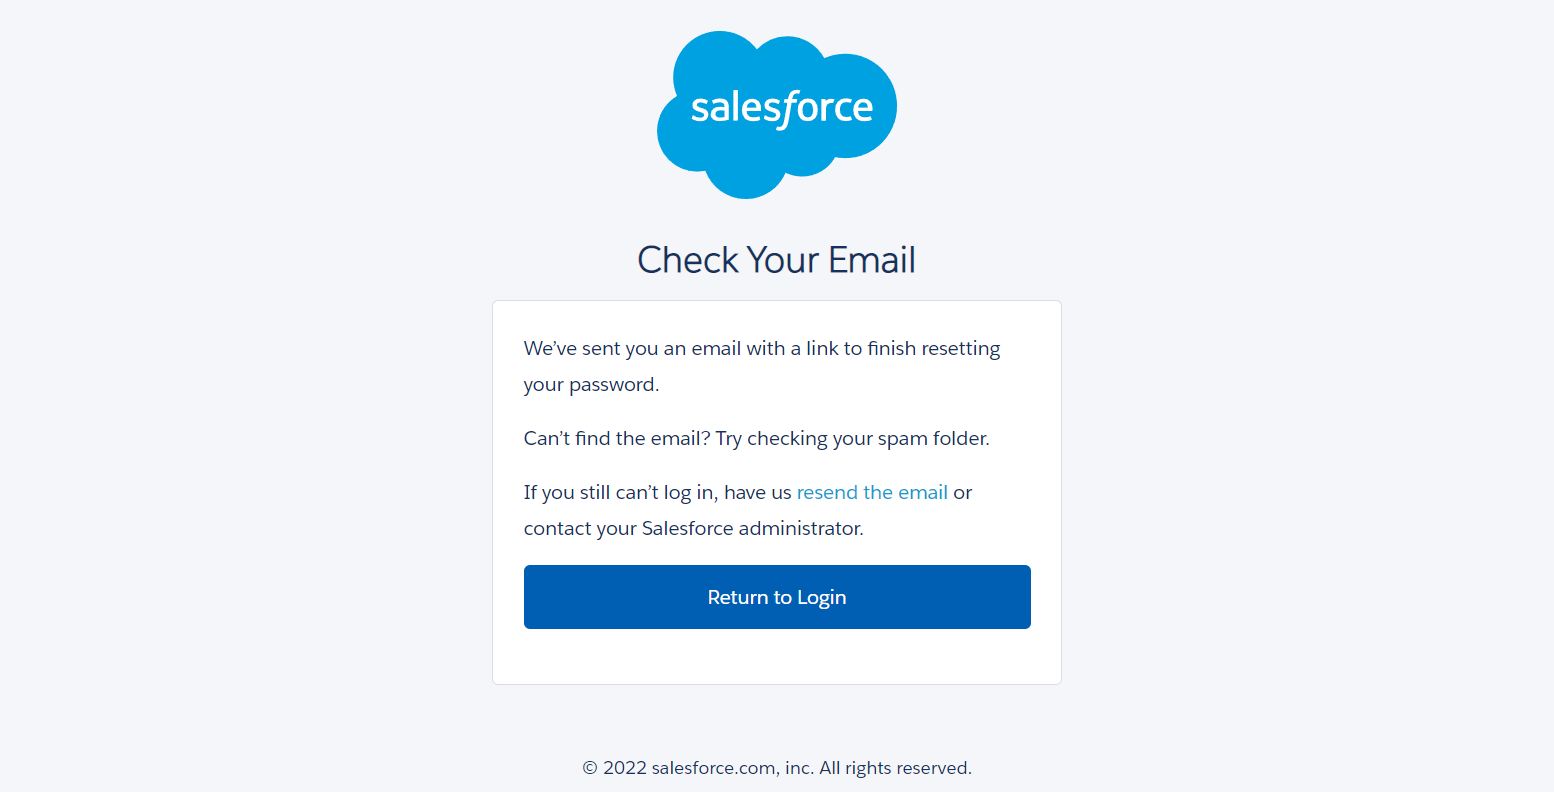 salesforce
Check Your Email
We’ve sent you an email with a link to finish resetting
your password.
Can’t find the email? Try checking your spam folder.
If you still can’t log in, have us resend the email or
contact your Salesforce administrator.
Return to Login
© 2022 salesforce.com, inc. All rights reserved.